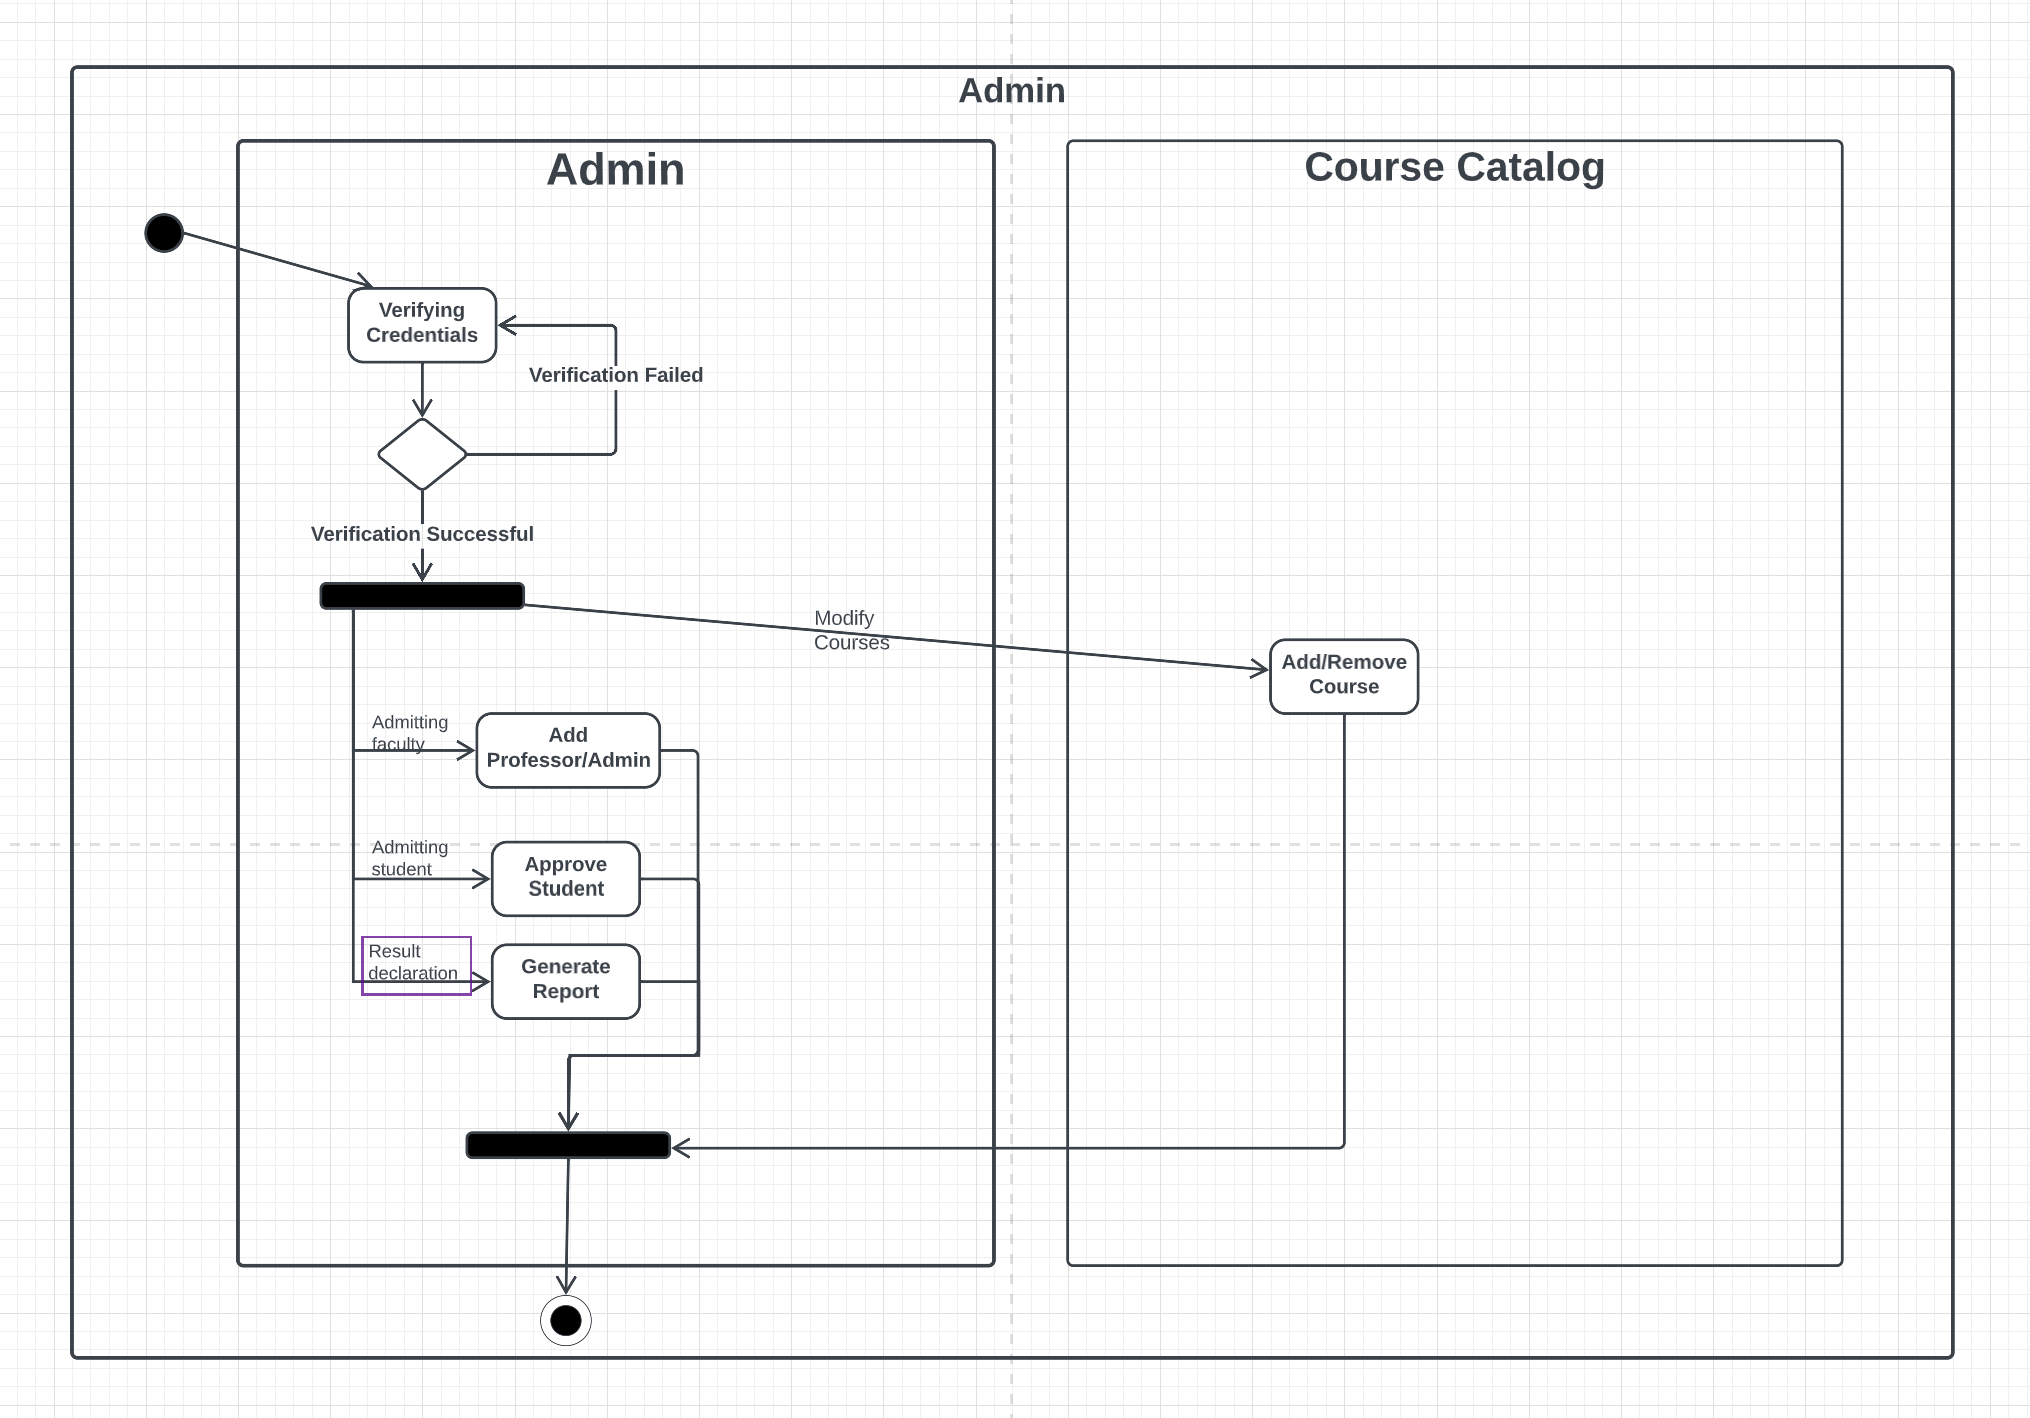 Admin
Admin
Course Catalog
Verifying
Credentials
Verification Failed
Verification Successful
Modify
Courses
Add/Remove
Course
Admitting
faculty
Add
Professor/Admin
Admitting
student
Approve
Student
Result
declaration
Generate
Report